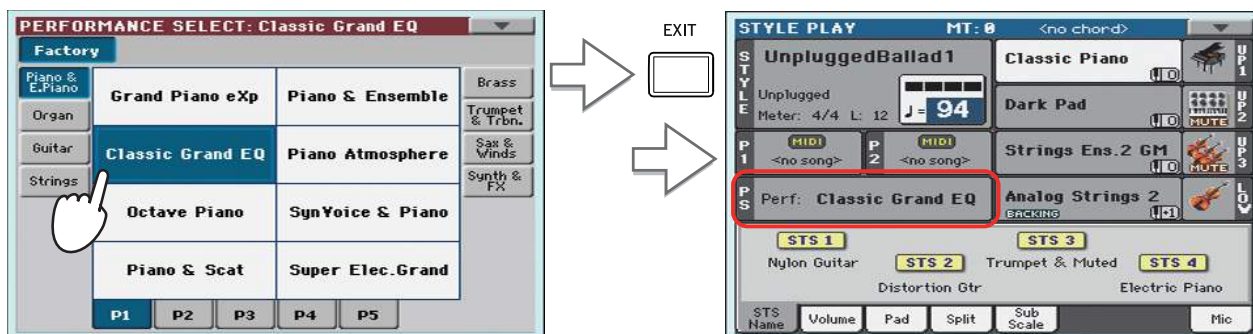 PERFORMANCE SELECT: Classic Grand EQ
Factory
Piano & E.Piano
Organ
Guitar
Strings
Grand Piano eXp
Piano & Ensemble
Classic Grand EQ
Piano Atmosphere
Octave Piano
SynVoice & Piano
Piano & Scat
Super Elec.Grand
Brass
Trumpet & Trbn.
Sax & Winds
Synth & FX
P1 P2 P3 P4 P5
EXIT
STYLE PLAY MT: 0 <no chord>
STYLE
UnpluggedBallad1
Unplugged
Meter: 4/4 L: 12 ♩= 94
P1 MIDI <no song>
P2 MIDI <no song>
PS Perf: Classic Grand EQ
Classic Piano 0 UP1
Dark Pad 0 MUTE UP2
Strings Ens.2 GM 0 MUTE UP3
Analog Strings 2 BACKING +1 LOW
STS 1
Nylon Guitar
STS 2
Distortion Gtr
STS 3
Trumpet & Muted
STS 4
Electric Piano
STS Name Volume Pad Split Sub Scale Mic